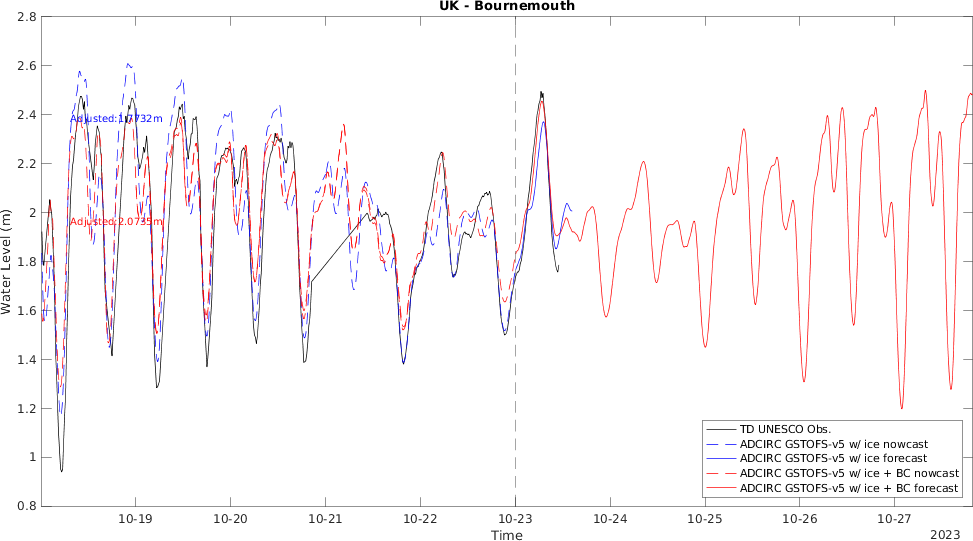 UK - Bournemouth
2.8
2.6
2.4
2.2
2
1.8
1.6
1.4
1.2
1
0.8
Water Level (m)
Adjusted:1.7732m
Adjusted:2.0735m
TD UNESCO Obs.
ADCIRC GSTOFS-v5 w/ ice nowcast
ADCIRC GSTOFS-v5 w/ ice forecast
ADCIRC GSTOFS-v5 w/ ice + BC nowcast
ADCIRC GSTOFS-v5 w/ ice + BC forecast
10-19 10-20 10-21 10-22 10-23 10-24 10-25 10-26 10-27
Time
2023